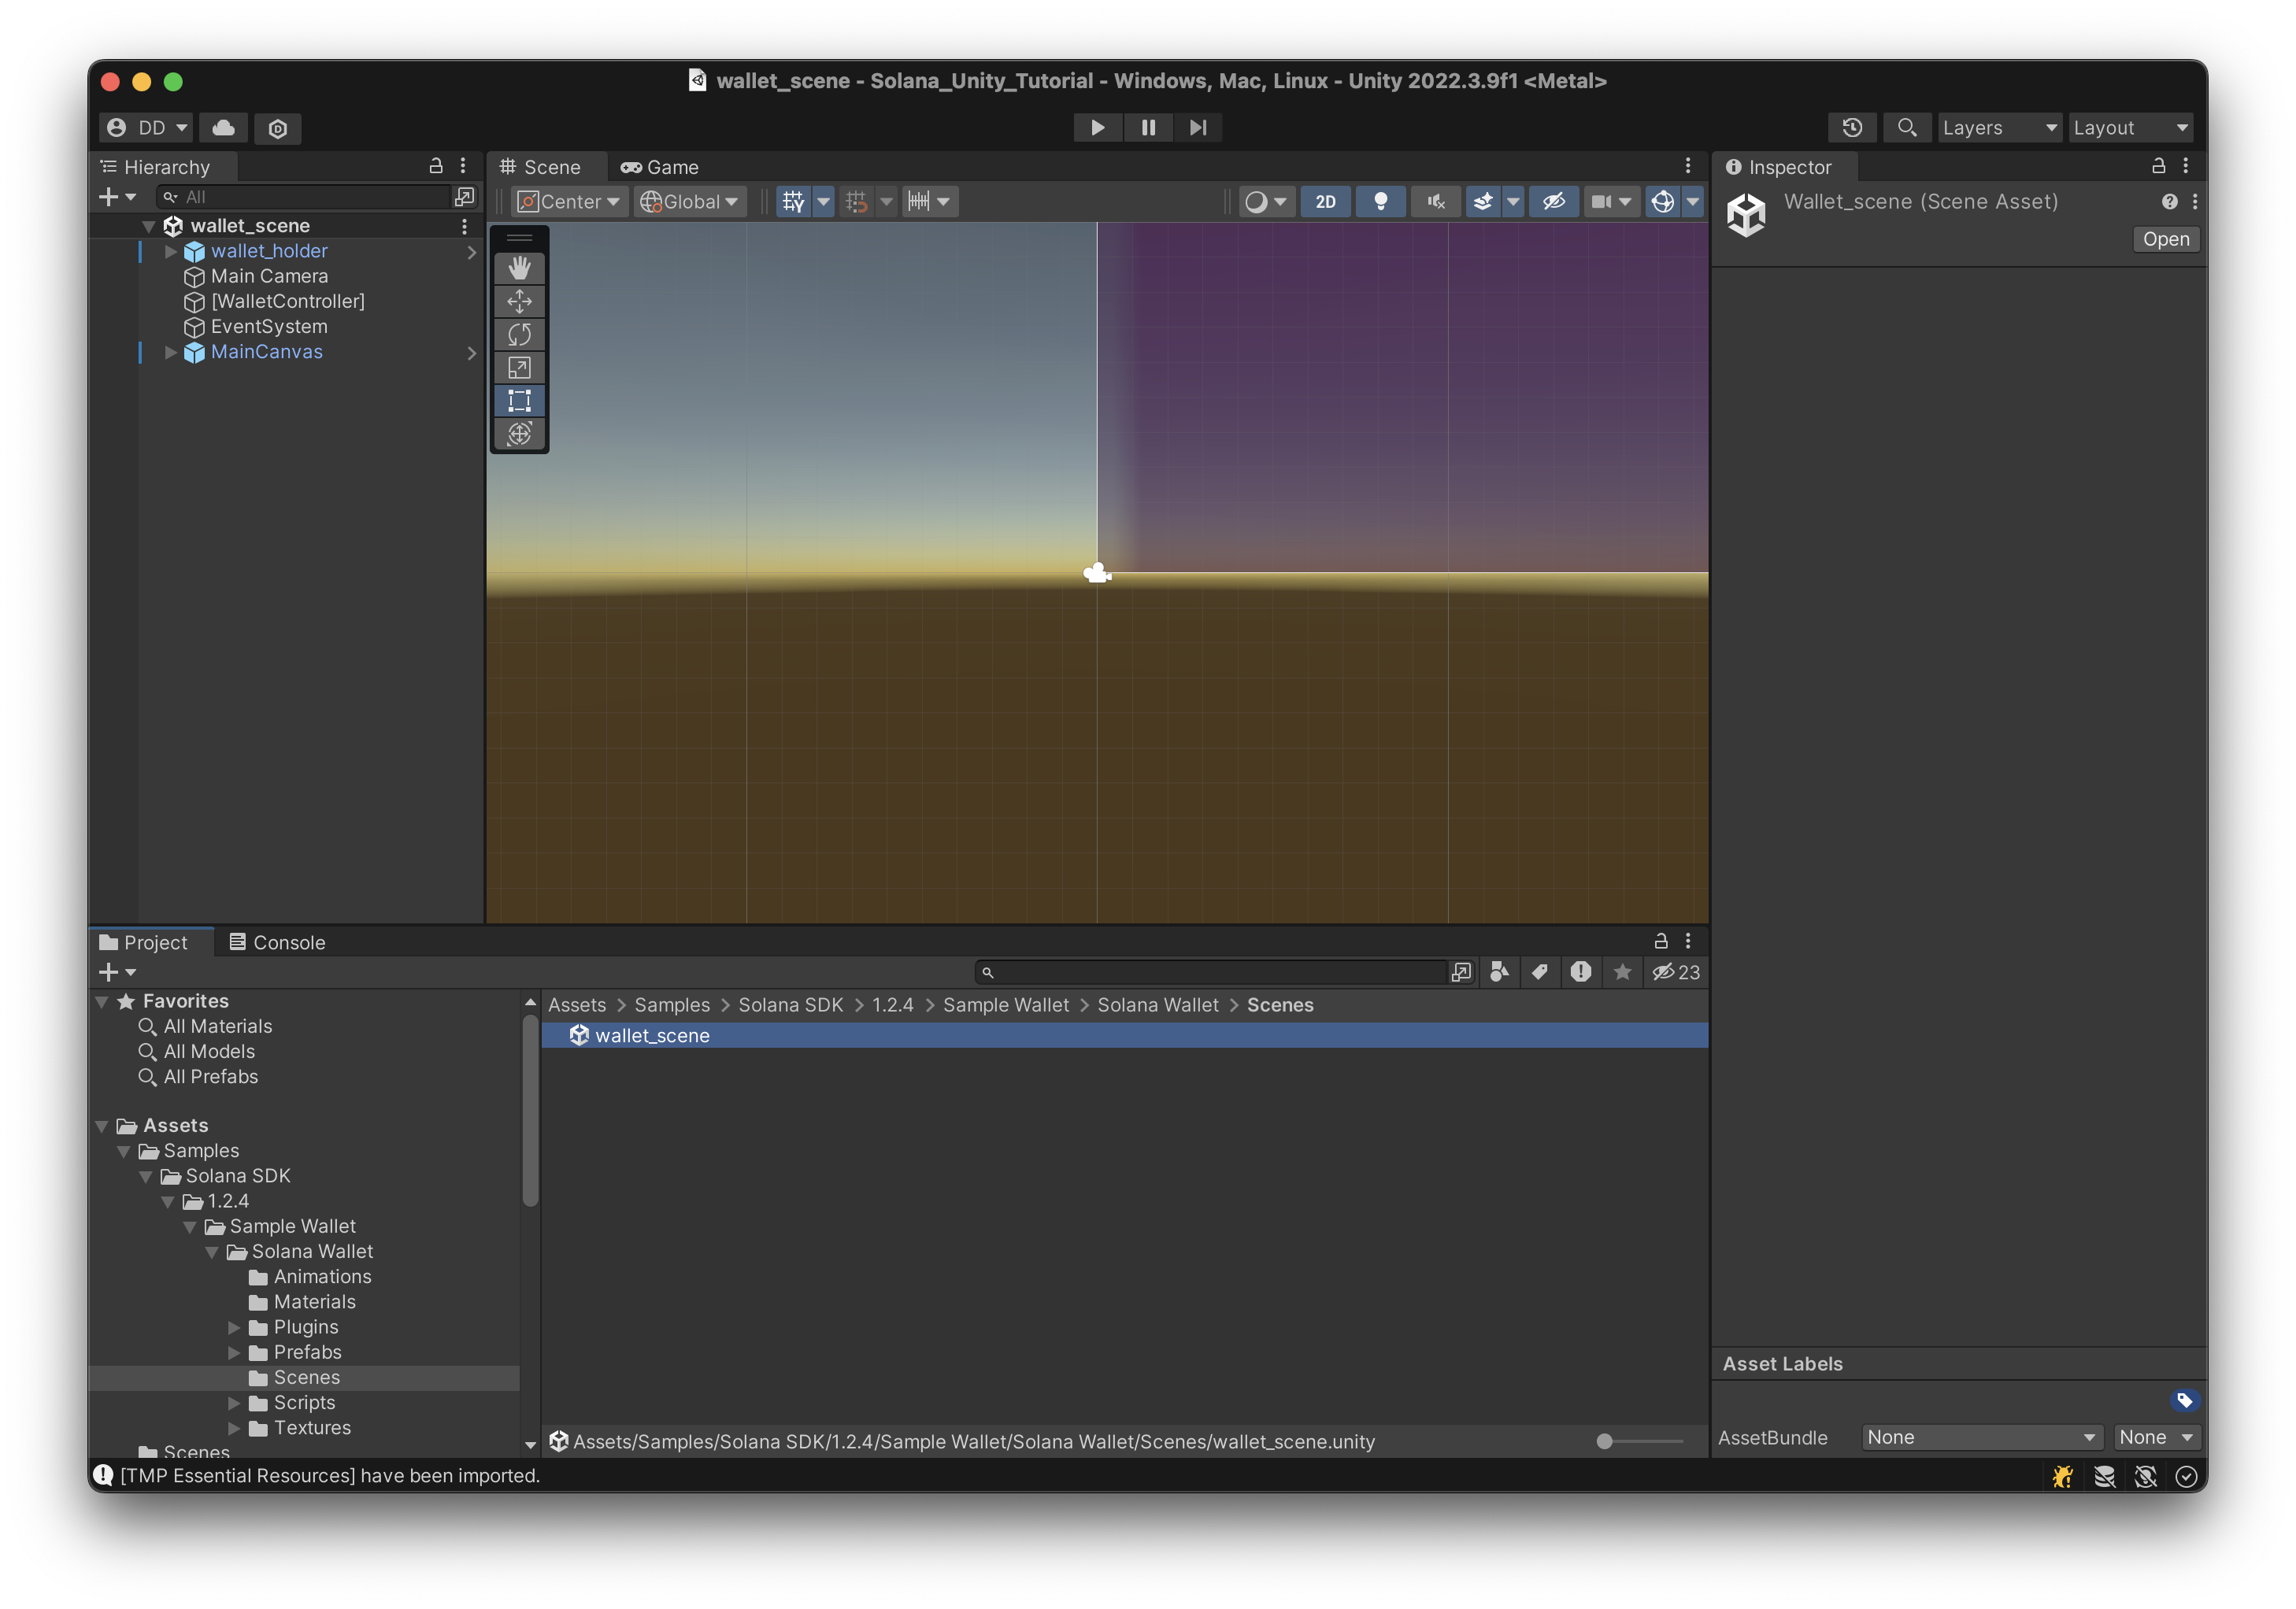 wallet_scene - Solana_Unity_Tutorial - Windows, Mac, Linux - Unity 2022.3.9f1 <Metal>
DD
Layers
Layout
Hierarchy
All
wallet_scene
wallet_holder
Main Camera
[WalletController]
EventSystem
MainCanvas
Scene
Game
Center
Global
2D
Inspector
Wallet_scene (Scene Asset)
Open
Project
Console
23
Favorites
All Materials
All Models
All Prefabs
Assets
Samples
Solana SDK
1.2.4
Sample Wallet
Solana Wallet
Animations
Materials
Plugins
Prefabs
Scenes
Scripts
Textures
Scenes
Assets > Samples > Solana SDK > 1.2.4 > Sample Wallet > Solana Wallet > Scenes
wallet_scene
Assets/Samples/Solana SDK/1.2.4/Sample Wallet/Solana Wallet/Scenes/wallet_scene.unity
Asset Labels
AssetBundle
None
None
[TMP Essential Resources] have been imported.